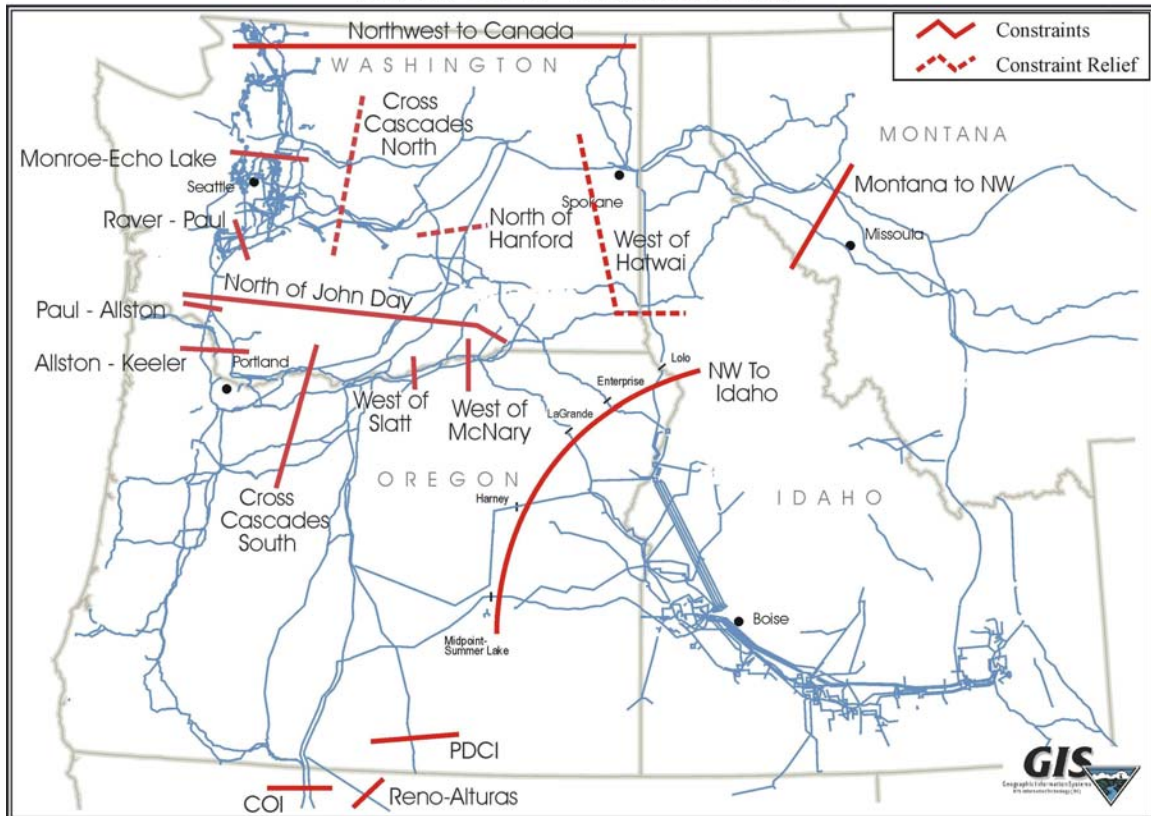 Northwest to Canada
WASHINGTON
Constraints
Constraint Relief
Cross
Cascades
North
MONTANA
Monroe-Echo Lake
Seattle
Spokane
Montana to NW
Raver - Paul
North of
Hanford
West of
Hatwai
Missoula
North of John Day
Paul - Allston
Allston - Keeler
Portland
Lolo
NW To
Idaho
Enterprise
West of
Slatt
West of
McNary
LaGrande
OREGON
IDAHO
Harney
Cross
Cascades
South
Boise
Midpoint-
Summer Lake
PDCI
COI
Reno-Alturas
GIS
Geographic Information Systems